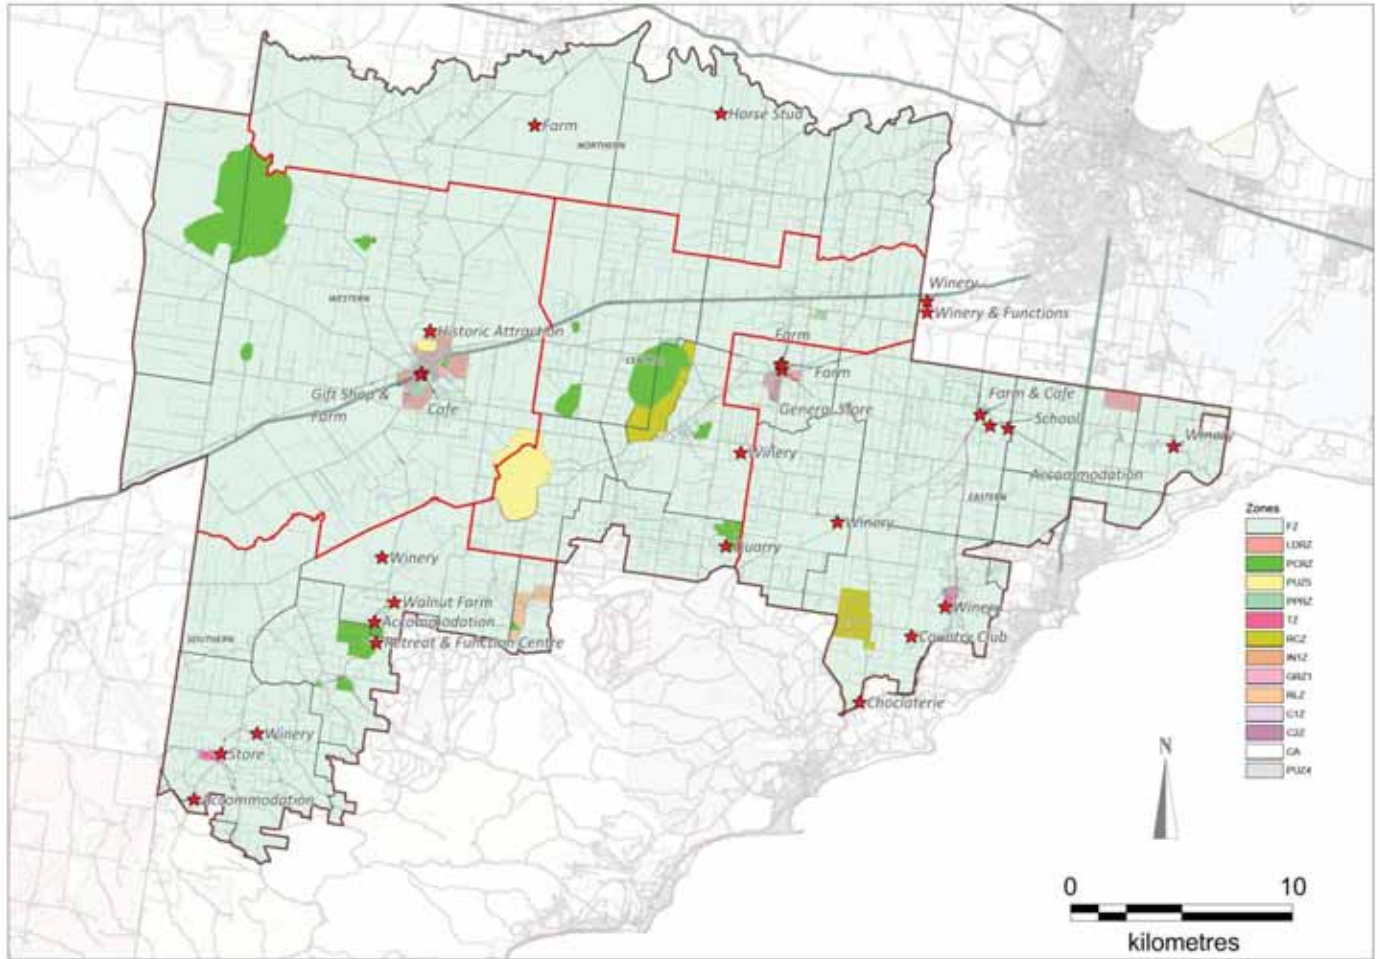 Horse Stud
Farm
NORTHERN
Winery
WESTERN
Winery & Functions
Historic Attraction
Farm
Farm
Gift Shop &
Farm
Cafe
General Store
Farm & Cafe
School
Winery
Winery
Accommodation
EASTERN
Winery
Quarry
Winery
Walnut Farm
Accommodation
Retreat & Function Centre
SOUTHERN
Winery
Country Club
Choclaterie
Winery
Store
Accommodation
Zones
FZ
LDRZ
PCRZ
PUZ5
PPRZ
TZ
RCZ
IN1Z
GRZ1
RLZ
C1Z
C2Z
CA
PUZ4
N
0 10
kilometres